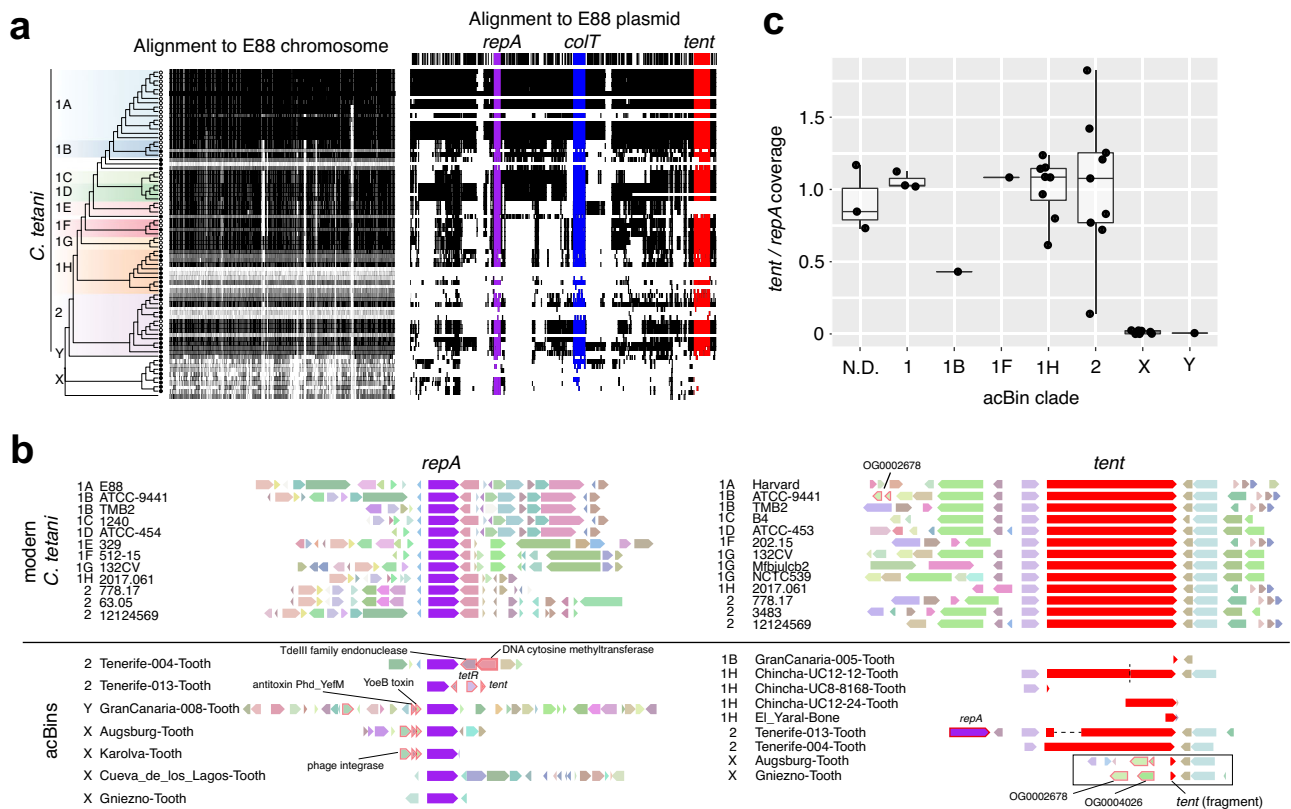 a
Alignment to E88 chromosome
Alignment to E88 plasmid
repA colT tent
C. tetani
1A
1B
1C
1D
1E
1F
1G
1H
2
Y
X
c
tent / repA coverage
1.5
1.0
0.5
0
N.D. 1 1B 1F 1H 2 X Y
acBin clade
b
repA
modern
C. tetani
1A E88
1B ATCC-9441
1B TMB2
1C 1240
1D ATCC-454
1F 329
1F 512-15
1G 132CV
1H 2017.061
2 778.17
2 63.05
2 12124569
OG0002678
tent
1A Harvard
1B ATCC-9441
1B TMB2
1C B4
1D ATCC-453
1F 202.15
1G 132CV
1G Mfbjulcb2
1G NCTC539
1H 2017.061
2 778.17
2 3483
2 12124569
acBins
TdeIII family endonuclease
DNA cytosine methyltransferase
2 Tenerife-004-Tooth
tetR
2 Tenerife-013-Tooth
tent
antitoxin Phd_YefM
YoeB toxin
Y GranCanaria-008-Tooth
X Augsburg-Tooth
X Karolva-Tooth
phage integrase
X Cueva_de_los_Lagos-Tooth
X Gniezno-Tooth
1B GranCanaria-005-Tooth
1H Chincha-UC12-12-Tooth
1H Chincha-UC8-8168-Tooth
1H Chincha-UC12-24-Tooth
1H El_Yaral-Bone
repA
2 Tenerife-013-Tooth
2 Tenerife-004-Tooth
X Augsburg-Tooth
X Gniezno-Tooth
OG0002678
OG0004026
tent (fragment)